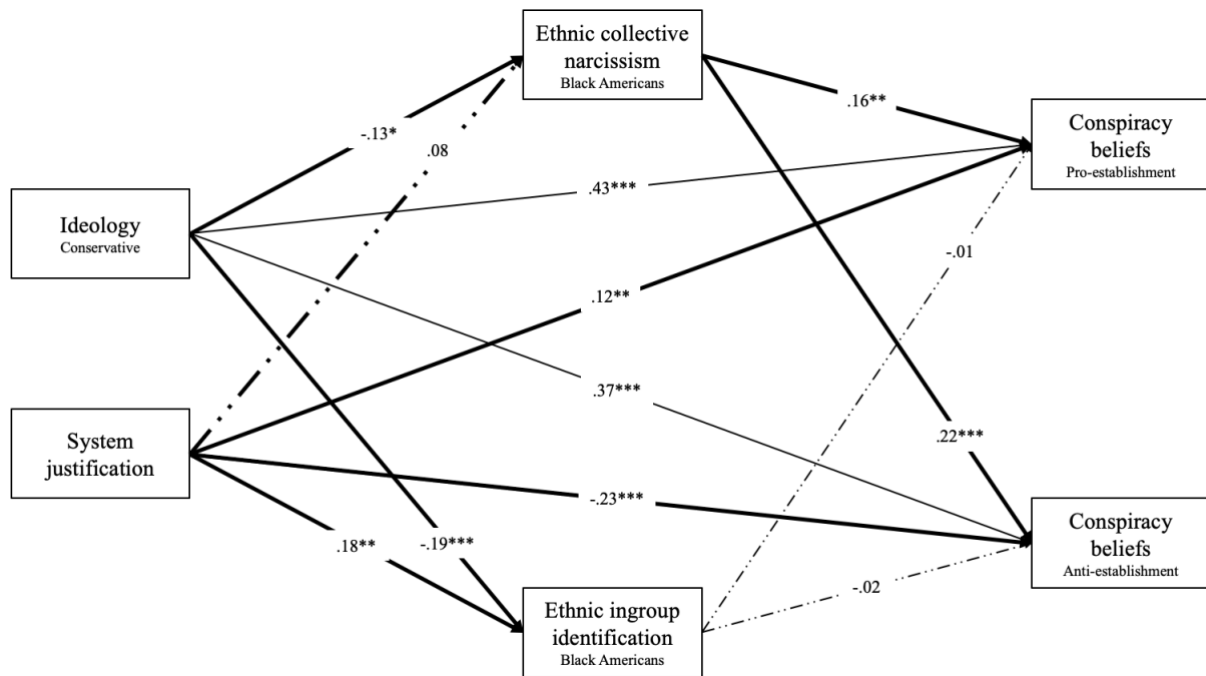 Ethnic collective
narcissism
Black Americans
-.13*
.08
.16**
Conspiracy
beliefs
Pro-establishment
Ideology
Conservative
.43***
-.01
.12**
.37***
System
justification
.22***
-.23***
.18**
-.19***
Conspiracy
beliefs
Anti-establishment
-.02
Ethnic ingroup
identification
Black Americans